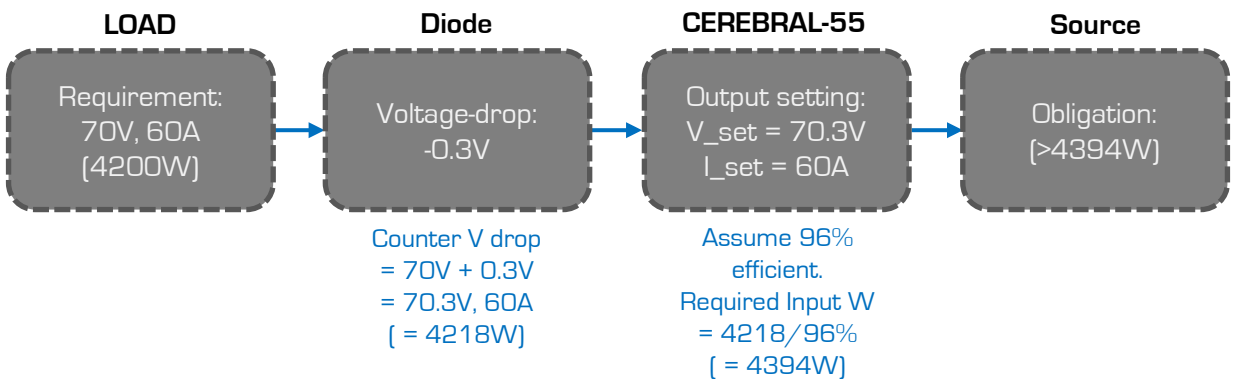 LOAD
Requirement:
70V, 60A
(4200W)
Diode
Voltage-drop:
-0.3V
Counter V drop
= 70V + 0.3V
= 70.3V, 60A
( = 4218W)
CEREBRAL-55
Output setting:
V_set = 70.3V
I_set = 60A
Assume 96%
efficient.
Required Input W
= 4218/96%
( = 4394W)
Source
Obligation:
(>4394W)